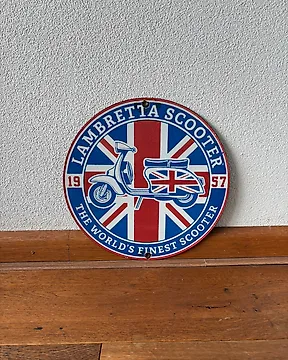 LAMBRETTA SCOOTER
19 57
THE WORLD'S FINEST SCOOTER